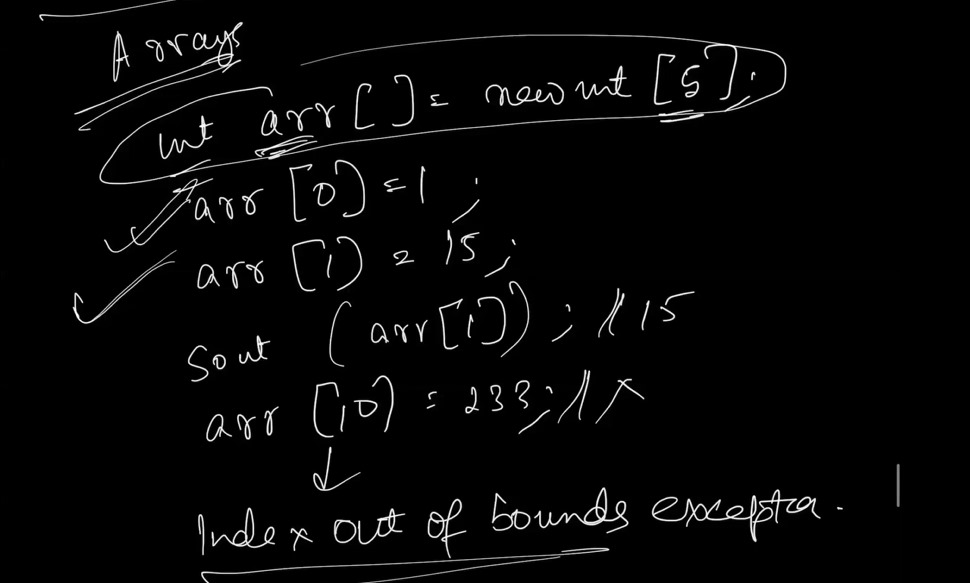 Arrays
int arr[] = new int [5];
arr [0] = 1 ;
arr [1] = 15 ;
Sout (arr[1]) ; // 15
arr [10] = 233; // x
↓
Index out of bounds